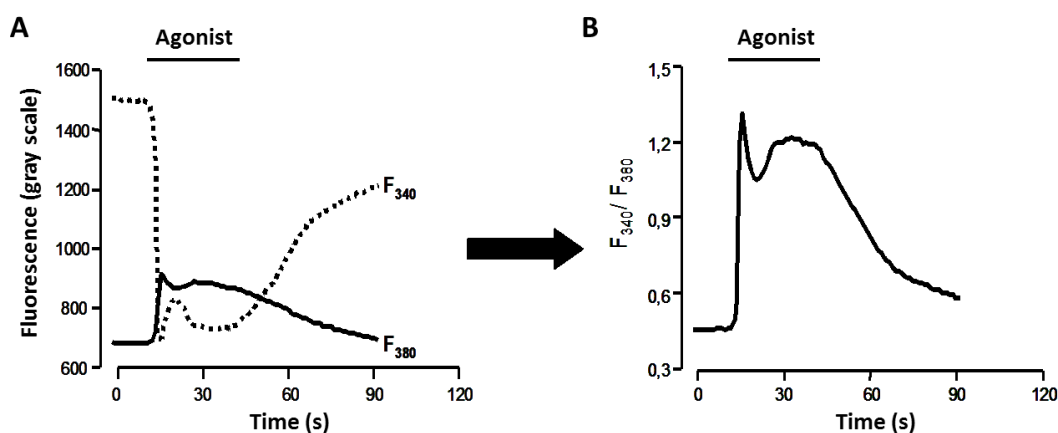 A
Agonist
Fluorescence (gray scale)
1600
1400
1200
1000
800
600
F340
F380
0
30
60
90
120
Time (s)
B
Agonist
F340/ F380
1,5
1,2
0,9
0,6
0,3
0
30
60
90
120
Time (s)